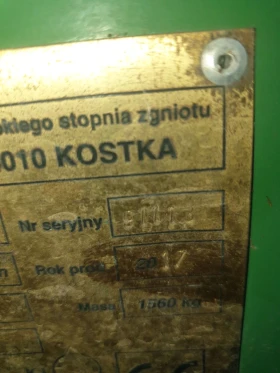 kiego stopnia zgniotu
010 KOSTKA
Nr seryjny
Rok prod. 2017
Masa 1560 kg